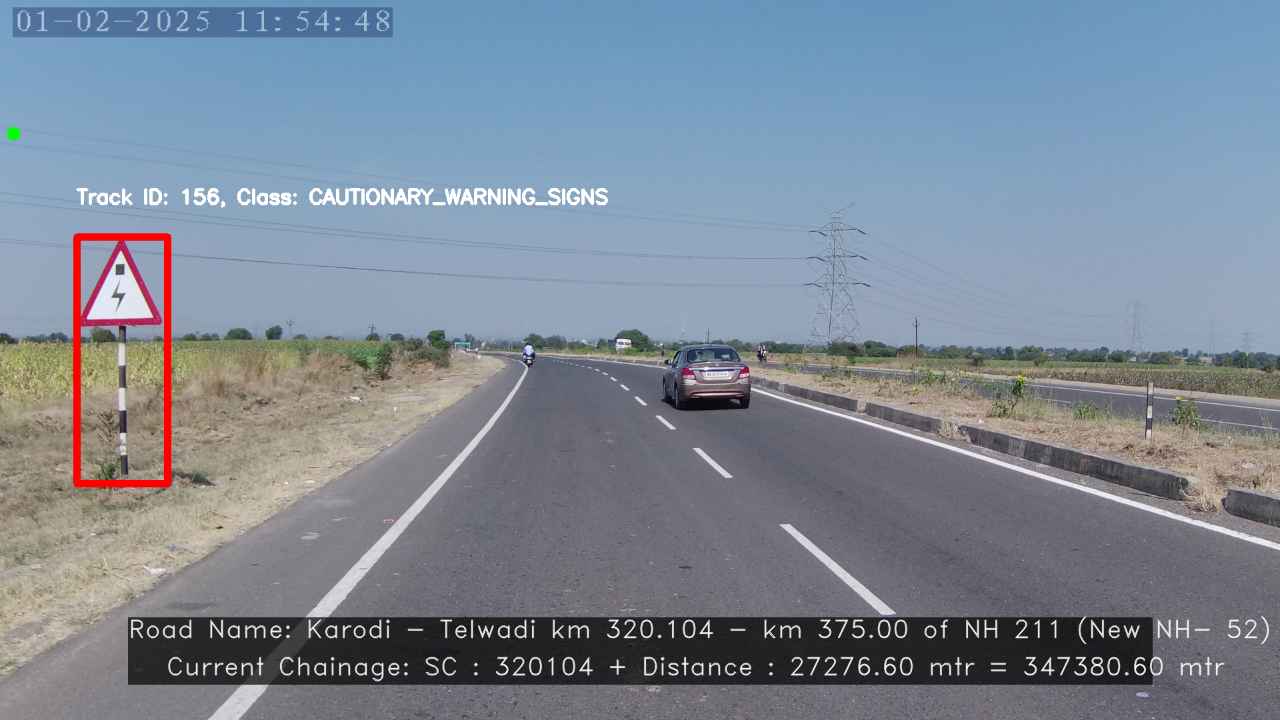 01-02-2025 11:54:48
Track ID: 156, Class: CAUTIONARY_WARNING_SIGNS
Road Name: Karodi - Telwadi km 320.104 - km 375.00 of NH 211 (New NH- 52)
Current Chainage: SC : 320104 + Distance : 27276.60 mtr = 347380.60 mtr